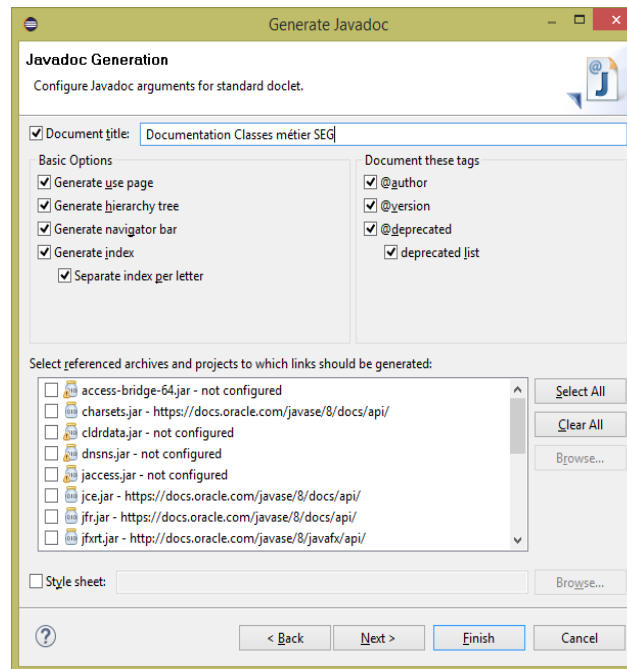 Generate Javadoc
Javadoc Generation
Configure Javadoc arguments for standard doclet.
Document title: Documentation Classes métier SEG
Basic Options
Generate use page
Generate hierarchy tree
Generate navigator bar
Generate index
Separate index per letter
Document these tags
@author
@version
@deprecated
deprecated list
Select referenced archives and projects to which links should be generated:
access-bridge-64.jar - not configured
charsets.jar - https://docs.oracle.com/javase/8/docs/api/
cldrdata.jar - not configured
dnsns.jar - not configured
jaccess.jar - not configured
jce.jar - https://docs.oracle.com/javase/8/docs/api/
jfr.jar - https://docs.oracle.com/javase/8/docs/api/
jfxrt.jar - http://docs.oracle.com/javase/8/javafx/api/
Select All
Clear All
Browse...
Style sheet:
Browse...
< Back
Next >
Finish
Cancel